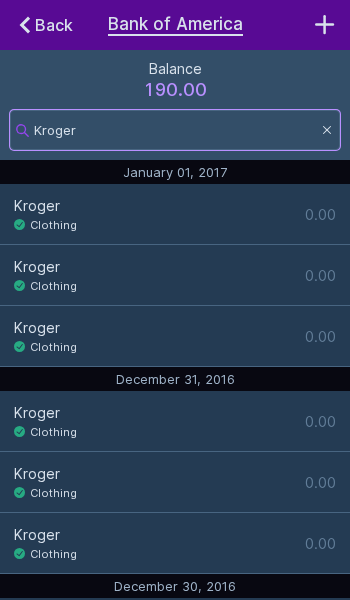 Back
Bank of America
Balance
190.00
Kroger
January 01, 2017
Kroger
0.00
Clothing
Kroger
0.00
Clothing
Kroger
0.00
Clothing
December 31, 2016
Kroger
0.00
Clothing
Kroger
0.00
Clothing
Kroger
0.00
Clothing
December 30, 2016